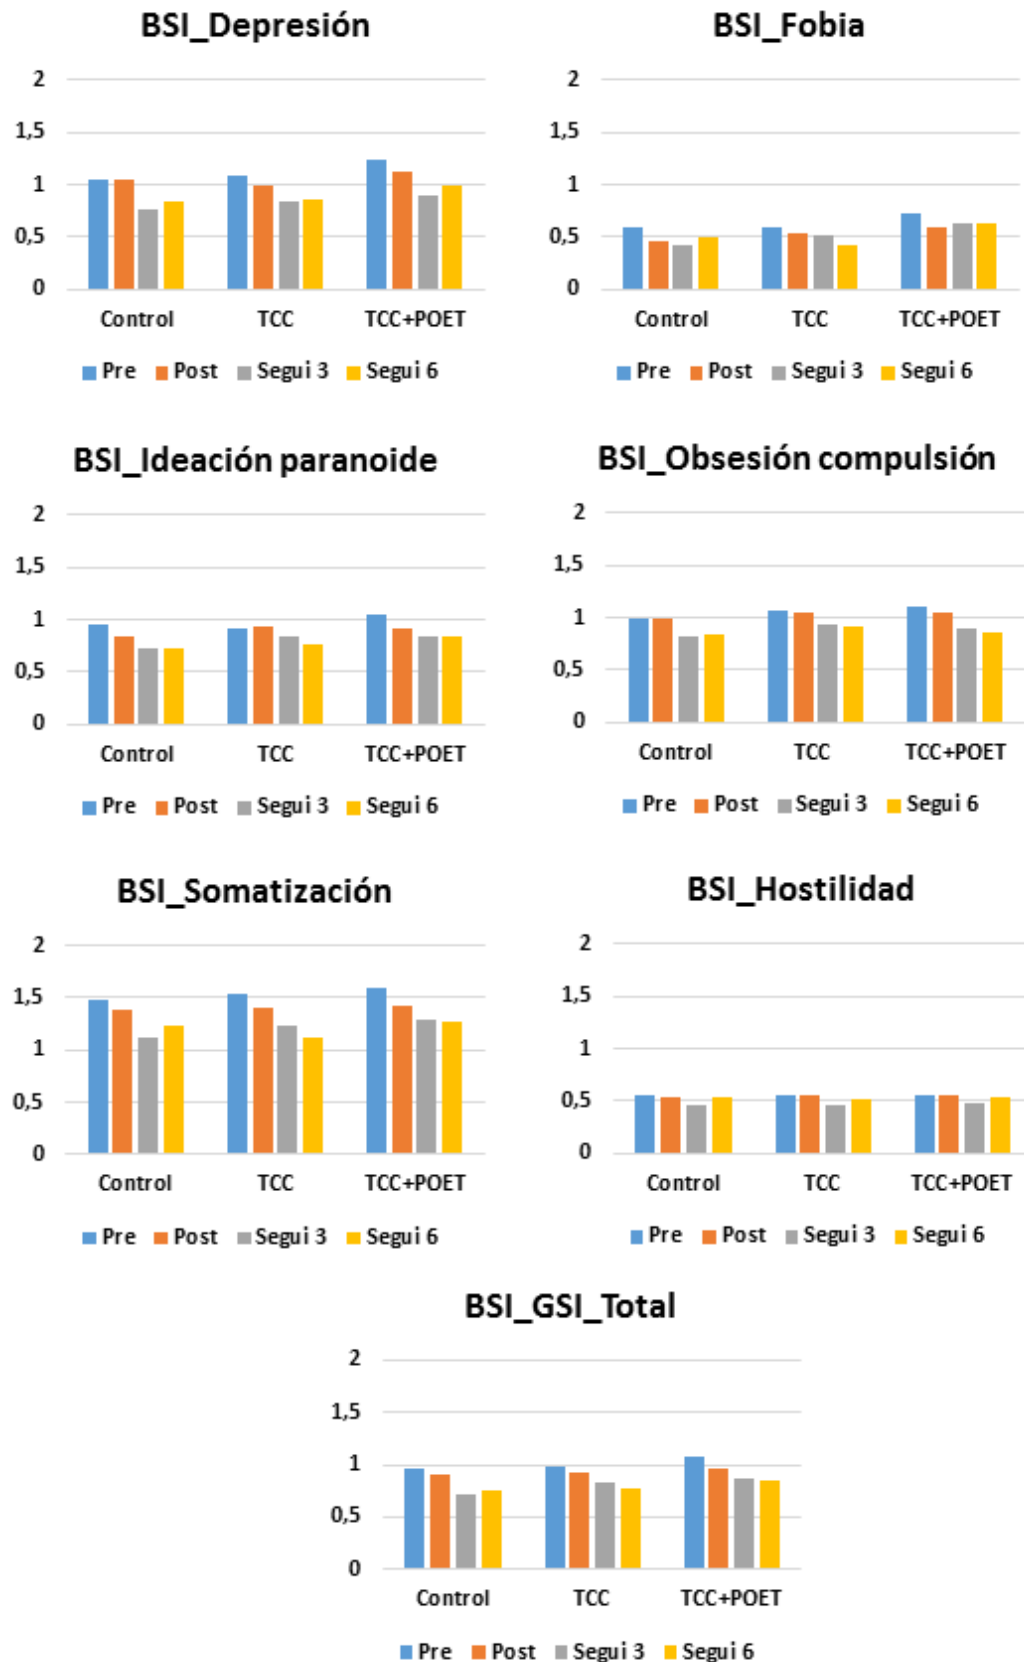 BSI_Depresión
2
1,5
1
0,5
0
Control TCC TCC+POET
Pre Post Segui 3 Segui 6
BSI_Fobia
2
1,5
1
0,5
0
Control TCC TCC+POET
Pre Post Segui 3 Segui 6
BSI_Ideación paranoide
2
1,5
1
0,5
0
Control TCC TCC+POET
Pre Post Segui 3 Segui 6
BSI_Obsesión compulsión
2
1,5
1
0,5
0
Control TCC TCC+POET
Pre Post Segui 3 Segui 6
BSI_Somatización
2
1,5
1
0,5
0
Control TCC TCC+POET
Pre Post Segui 3 Segui 6
BSI_Hostilidad
2
1,5
1
0,5
0
Control TCC TCC+POET
Pre Post Segui 3 Segui 6
BSI_GSI_Total
2
1,5
1
0,5
0
Control TCC TCC+POET
Pre Post Segui 3 Segui 6